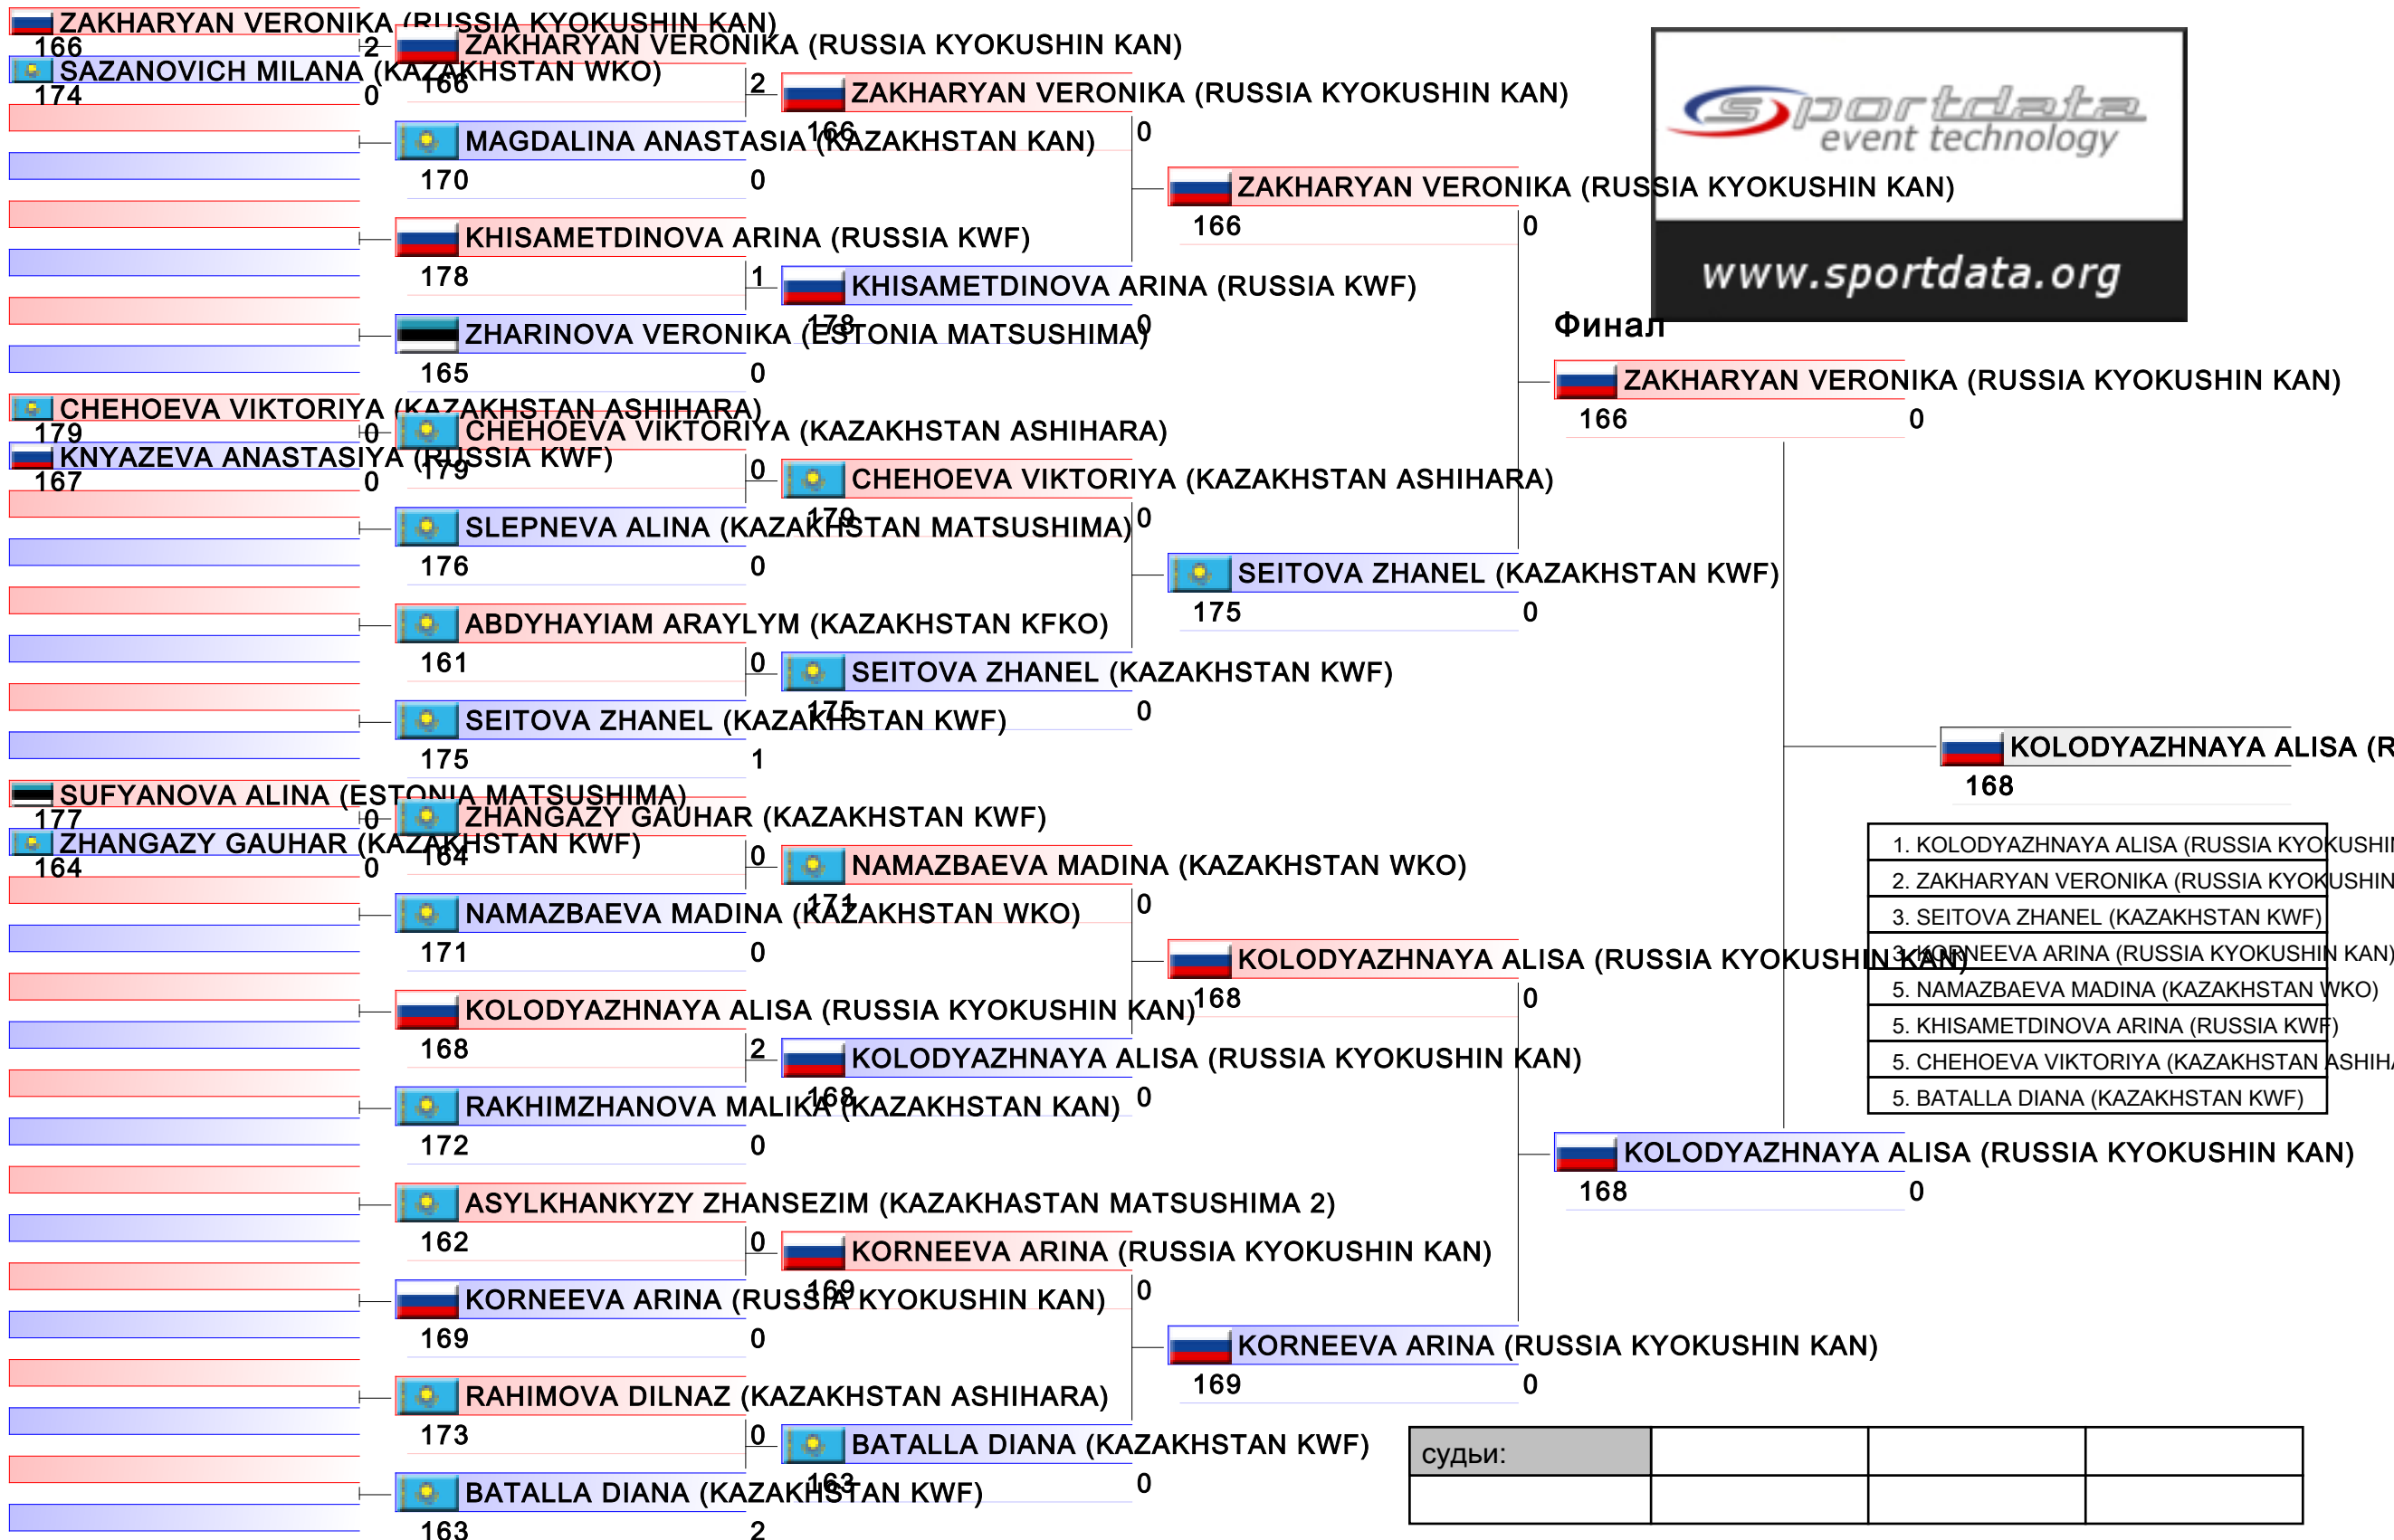 ZAKHARYAN VERONIKA (RUSSIA KYOKUSHIN KAN)
166 2
SAZANOVICH MILANA (KAZAKHSTAN WKO)
174 0
CHEHOEVA VIKTORIYA (KAZAKHSTAN ASHIHARA)
179 0
KNYAZEVA ANASTASIYA (RUSSIA KWF)
167 0
SUFYANOVA ALINA (ESTONIA MATSUSHIMA)
177 0
ZHANGAZY GAUHAR (KAZAKHSTAN KWF)
164 0
ZAKHARYAN VERONIKA (RUSSIA KYOKUSHIN KAN)
166 2
MAGDALINA ANASTASIA (KAZAKHSTAN KAN)
170 0
KHISAMETDINOVA ARINA (RUSSIA KWF)
178 1
ZHARINOVA VERONIKA (ESTONIA MATSUSHIMA)
165 0
CHEHOEVA VIKTORIYA (KAZAKHSTAN ASHIHARA)
179 0
SLEPNEVA ALINA (KAZAKHSTAN MATSUSHIMA)
176 0
ABDYHAYIAM ARAYLYM (KAZAKHSTAN KFKO)
161 0
SEITOVA ZHANEL (KAZAKHSTAN KWF)
175 1
ZHANGAZY GAUHAR (KAZAKHSTAN KWF)
164 0
NAMAZBAEVA MADINA (KAZAKHSTAN WKO)
171 0
KOLODYAZHNAYA ALISA (RUSSIA KYOKUSHIN KAN)
168 2
RAKHIMZHANOVA MALIKA (KAZAKHSTAN KAN)
172 0
ASYLKHANKYZY ZHANSEZIM (KAZAKHASTAN MATSUSHIMA 2)
162 0
KORNEEVA ARINA (RUSSIA KYOKUSHIN KAN)
169 0
RAHIMOVA DILNAZ (KAZAKHSTAN ASHIHARA)
173 0
BATALLA DIANA (KAZAKHSTAN KWF)
163 2
ZAKHARYAN VERONIKA (RUSSIA KYOKUSHIN KAN)
166 0
KHISAMETDINOVA ARINA (RUSSIA KWF)
178 0
CHEHOEVA VIKTORIYA (KAZAKHSTAN ASHIHARA)
179 0
SEITOVA ZHANEL (KAZAKHSTAN KWF)
175 0
NAMAZBAEVA MADINA (KAZAKHSTAN WKO)
171 0
KOLODYAZHNAYA ALISA (RUSSIA KYOKUSHIN KAN)
168 0
KORNEEVA ARINA (RUSSIA KYOKUSHIN KAN)
169 0
BATALLA DIANA (KAZAKHSTAN KWF)
163 0
ZAKHARYAN VERONIKA (RUSSIA KYOKUSHIN KAN)
166 0
SEITOVA ZHANEL (KAZAKHSTAN KWF)
175 0
KOLODYAZHNAYA ALISA (RUSSIA KYOKUSHIN KAN)
168 0
KORNEEVA ARINA (RUSSIA KYOKUSHIN KAN)
169 0
sportdata
event technology
www.sportdata.org
Финал
ZAKHARYAN VERONIKA (RUSSIA KYOKUSHIN KAN)
166 0
KOLODYAZHNAYA ALISA (RUSSIA KYOKUSHIN KAN)
168 0
KOLODYAZHNAYA ALISA (R
168
1. KOLODYAZHNAYA ALISA (RUSSIA KYOKUSHI
2. ZAKHARYAN VERONIKA (RUSSIA KYOKUSHIN
3. SEITOVA ZHANEL (KAZAKHSTAN KWF)
3. KORNEEVA ARINA (RUSSIA KYOKUSHIN KAN)
5. NAMAZBAEVA MADINA (KAZAKHSTAN WKO)
5. KHISAMETDINOVA ARINA (RUSSIA KWF)
5. CHEHOEVA VIKTORIYA (KAZAKHSTAN ASHIHA
5. BATALLA DIANA (KAZAKHSTAN KWF)
судьи: